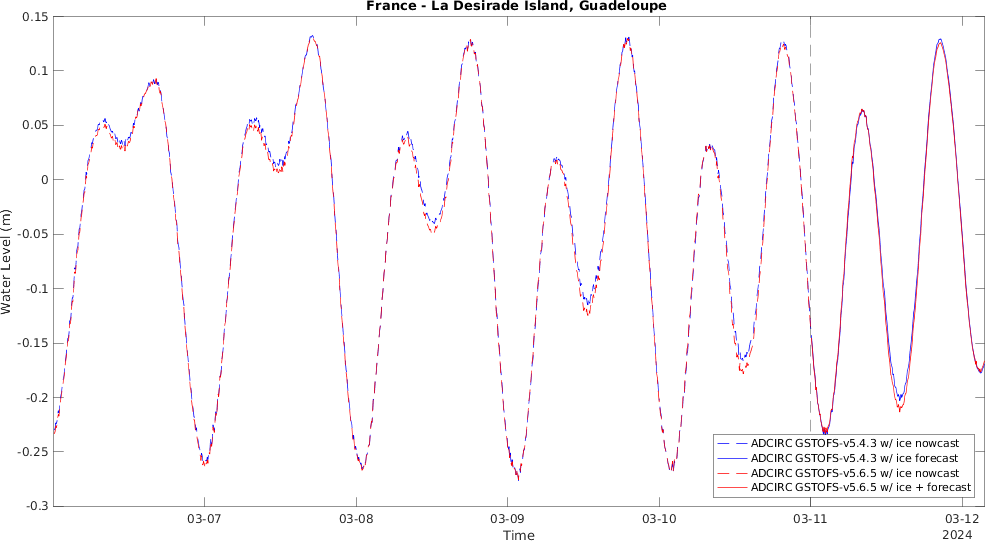 France - La Desirade Island, Guadeloupe
Water Level (m)
0.15
0.1
0.05
0
-0.05
-0.1
-0.15
-0.2
-0.25
-0.3
ADCIRC GSTOFS-v5.4.3 w/ ice nowcast
ADCIRC GSTOFS-v5.4.3 w/ ice forecast
ADCIRC GSTOFS-v5.6.5 w/ ice nowcast
ADCIRC GSTOFS-v5.6.5 w/ ice + forecast
03-07 03-08 03-09 03-10 03-11 03-12
2024
Time